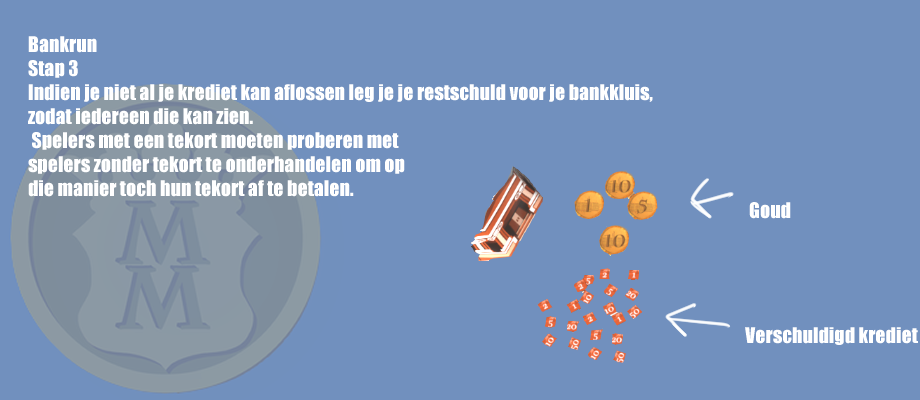 Bankrun
Stap 3
Indien je niet al je krediet kan aflossen leg je je restschuld voor je bankkluis,
zodat iedereen die kan zien.
Spelers met een tekort moeten proberen met
spelers zonder tekort te onderhandelen om op
die manier toch hun tekort af te betalen.
10
1
5
10
Goud
Verschuldigd krediet
M M
M M